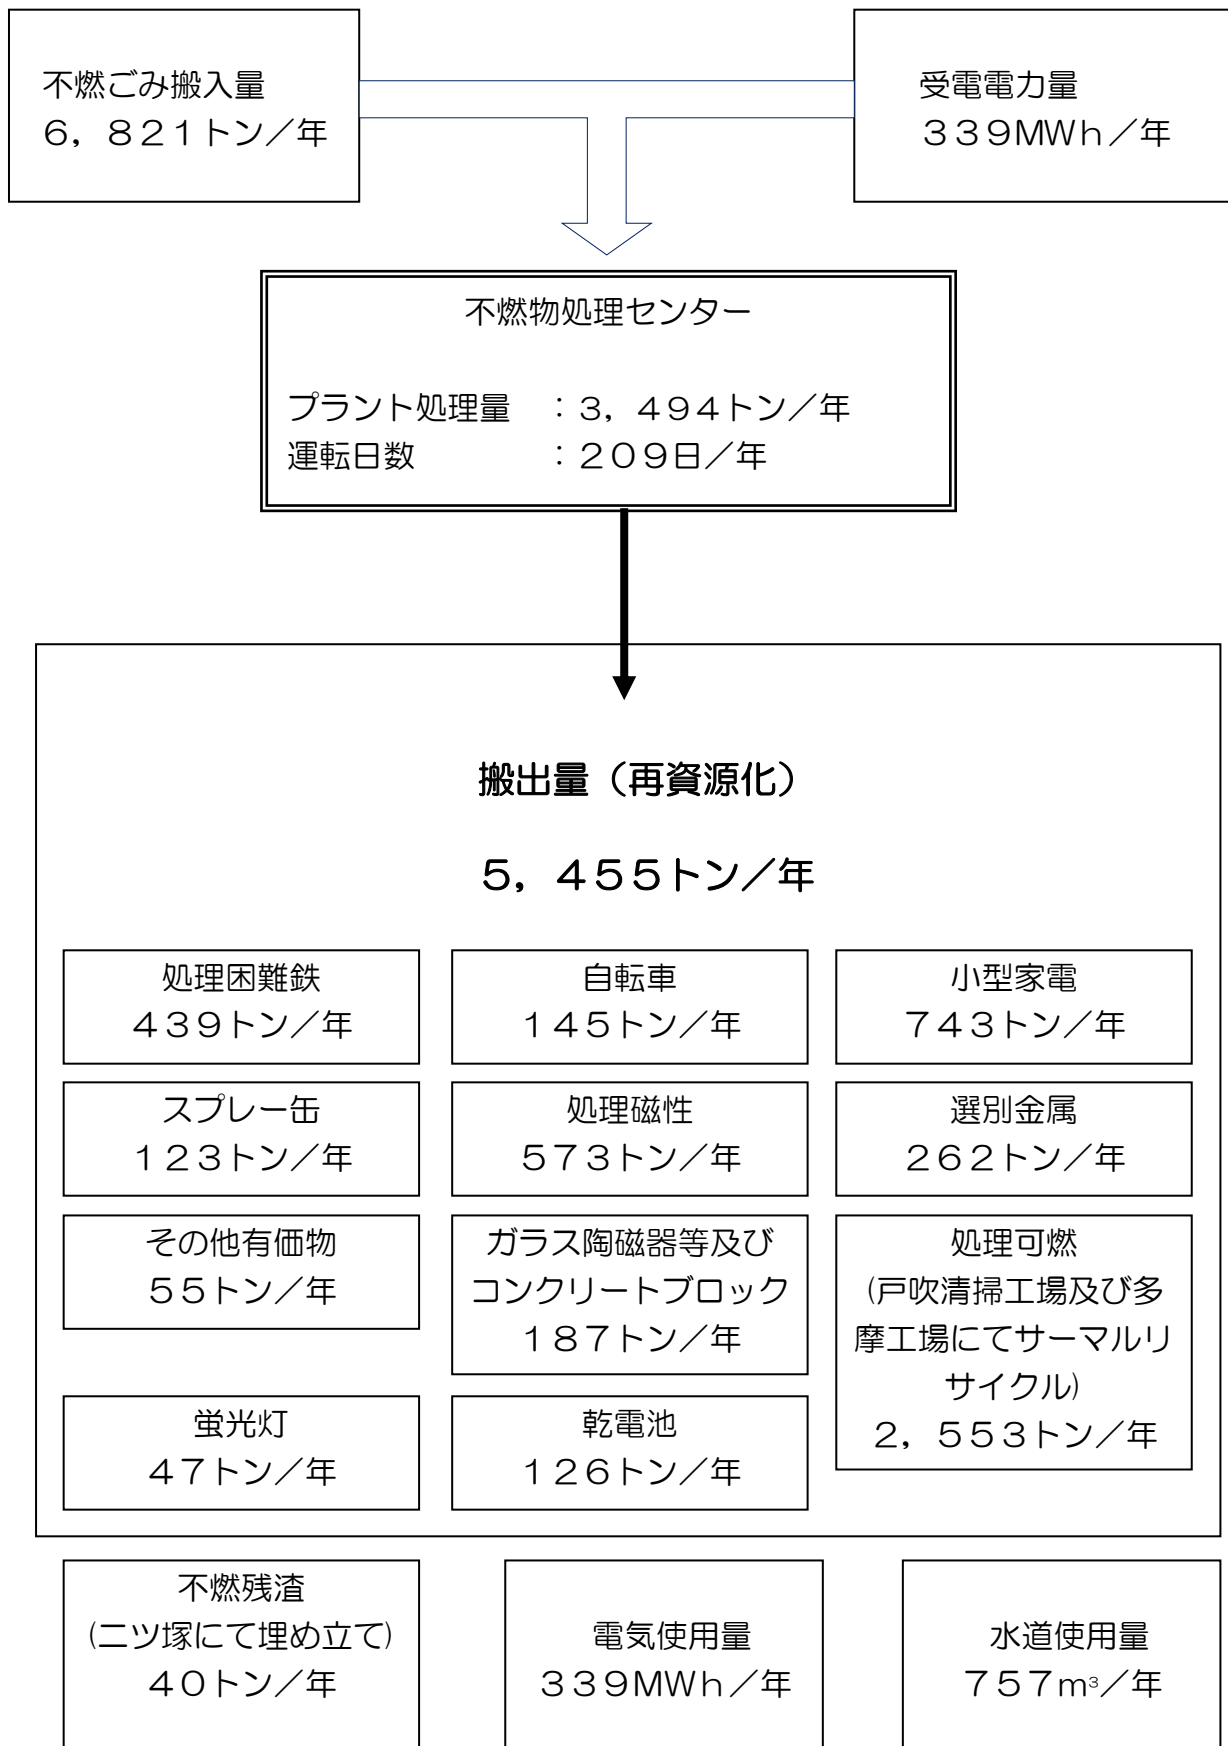 不燃ごみ搬入量
６，８２１トン／年
受電電力量
３３９MWｈ／年
不燃物処理センター
プラント処理量　：３，４９４トン／年
運転日数　　　　：２０９日／年
搬出量（再資源化）
５，４５５トン／年
処理困難鉄
４３９トン／年
自転車
１４５トン／年
小型家電
７４３トン／年
スプレー缶
１２３トン／年
処理磁性
５７３トン／年
選別金属
２６２トン／年
その他有価物
５５トン／年
ガラス陶磁器等及び
コンクリートブロック
１８７トン／年
処理可燃
(戸吹清掃工場及び多
摩工場にてサーマルリ
サイクル)
２，５５３トン／年
蛍光灯
４７トン／年
乾電池
１２６トン／年
不燃残渣
(二ツ塚にて埋め立て)
４０トン／年
電気使用量
３３９MWｈ／年
水道使用量
７５７ｍ³／年